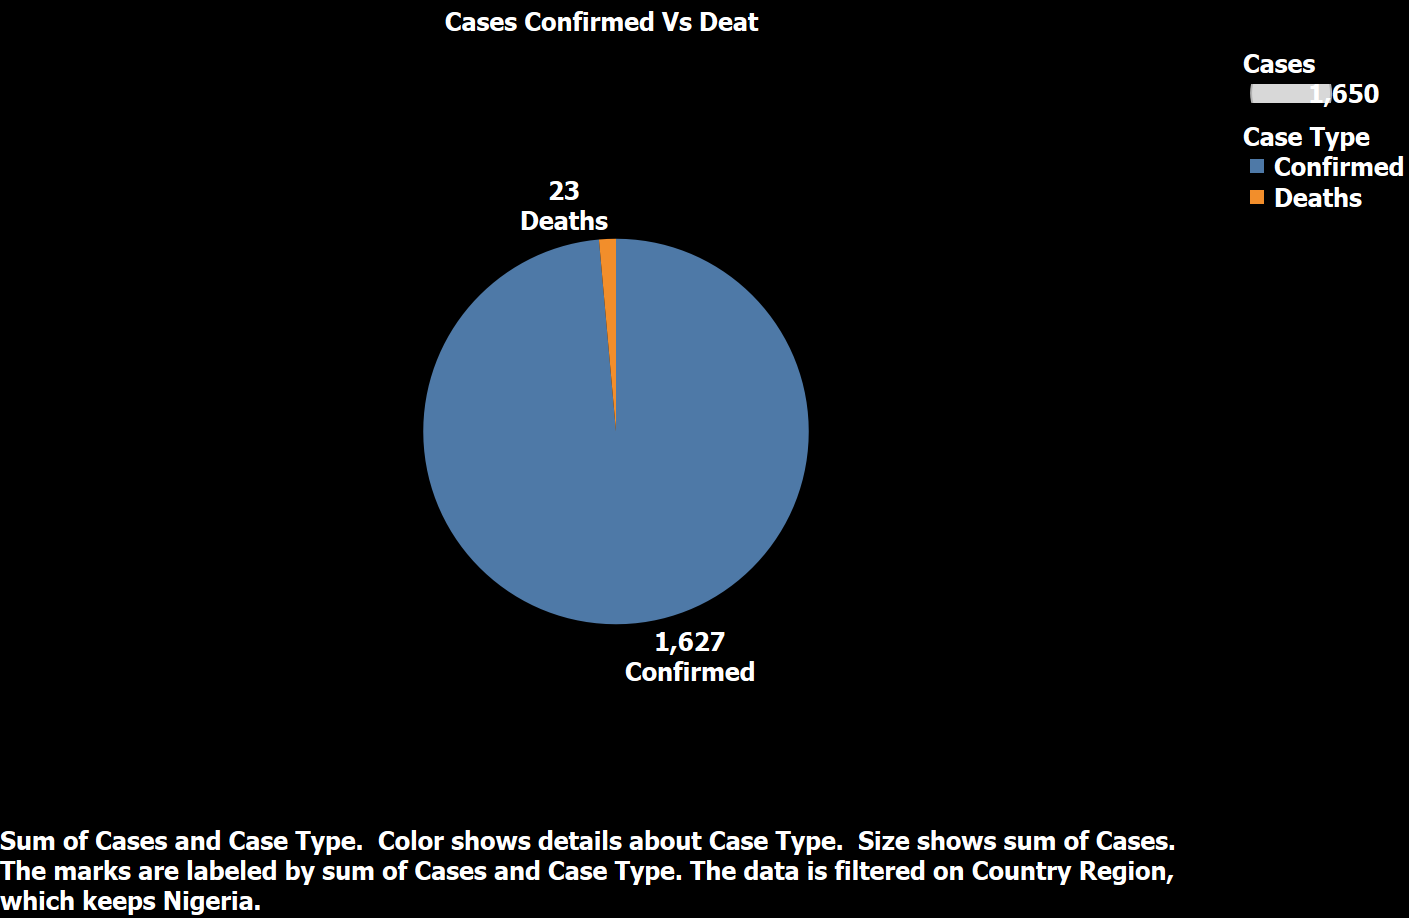 Cases Confirmed Vs Deat
Cases
1,650
Case Type
Confirmed
Deaths
23
Deaths
1,627
Confirmed
Sum of Cases and Case Type.  Color shows details about Case Type.  Size shows sum of Cases.
The marks are labeled by sum of Cases and Case Type. The data is filtered on Country Region,
which keeps Nigeria.